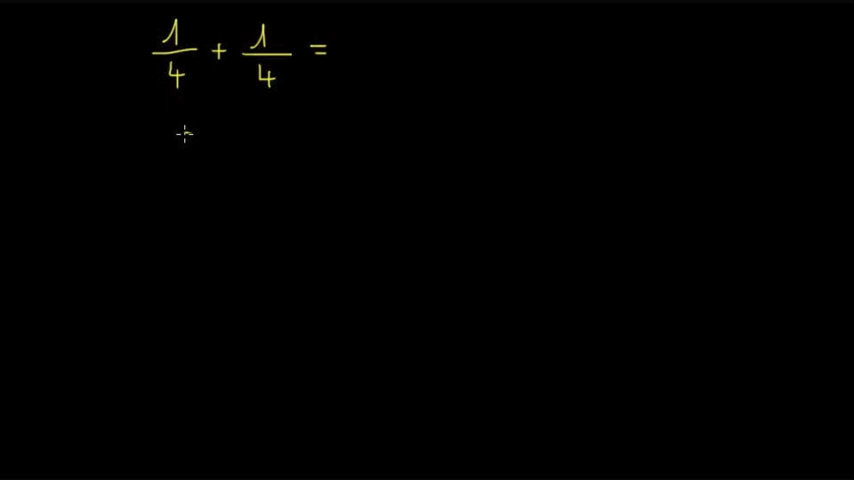 1/4 + 1/4 =